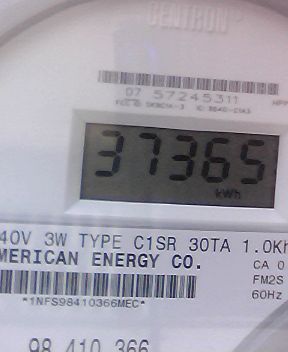 CENTRON
07 57245311
37365
kWh
40V 3W TYPE C1SR 30TA 1.0Kh
MERICAN ENERGY CO.
CA 0
FM2S
60Hz
*1NFS98410366MEC*
98 410 366